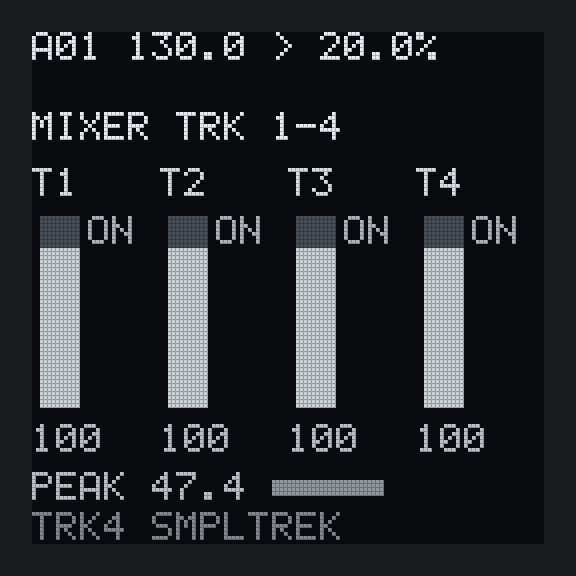 A01 130.0 > 20.0%
MIXER TRK 1-4
T1 T2 T3 T4
ON ON ON ON
100 100 100 100
PEAK 47.4
TRK4 SMPLTREK